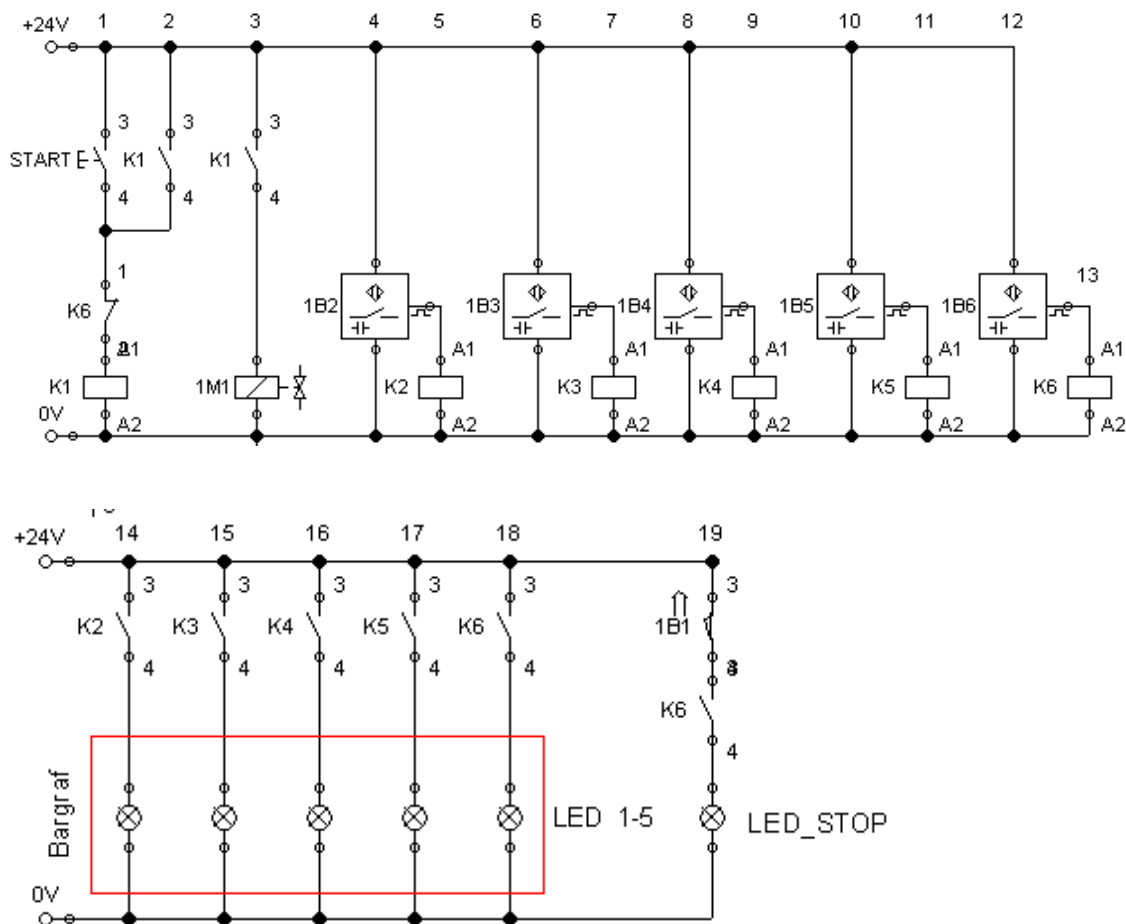 +24V 1 2 3 4 5 6 7 8 9 10 11 12
3 3 3
START K1 K1
4 4 4
1 13
K6 1B2 1B3 1B4 1B5 1B6
A1 A1 A1 A1 A1 A1
K1 1M1 K2 K3 K4 K5 K6
0V
A2 A2 A2 A2 A2 A2
+24V 14 15 16 17 18 19
3 3 3 3 3 3
K2 K3 K4 K5 K6 1B1
4 4 4 4 4
K6
4
Bargraf
LED 1-5 LED_STOP
0V